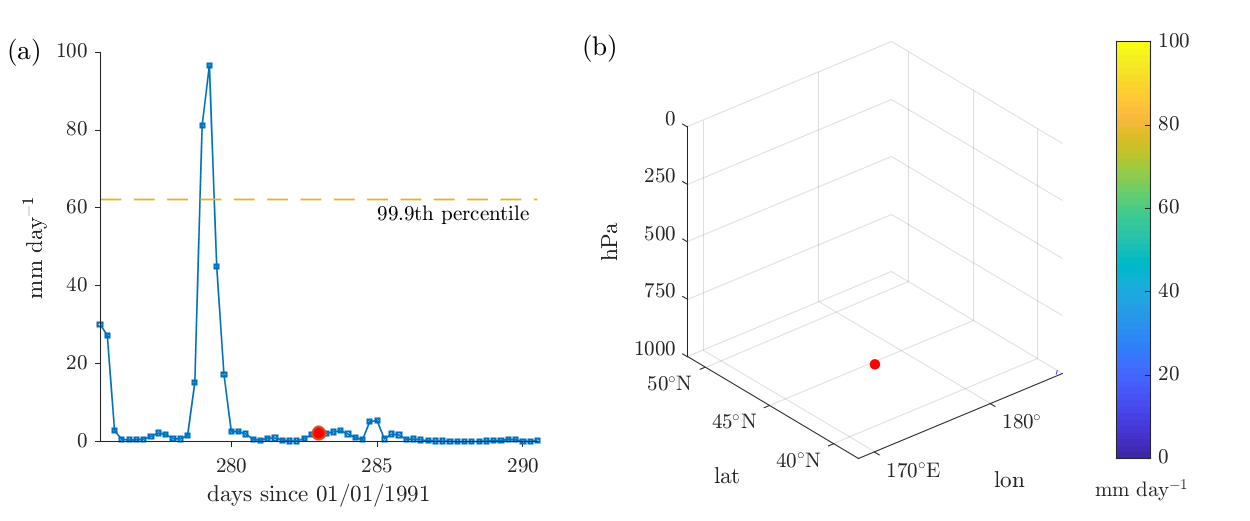 (a)
100
80
60
40
20
0
mm day⁻¹
99.9th percentile
280
285
290
days since 01/01/1991
(b)
0
250
500
750
1000
hPa
50°N
45°N
40°N
lat
170°E
180°
lon
100
80
60
40
20
0
mm day⁻¹